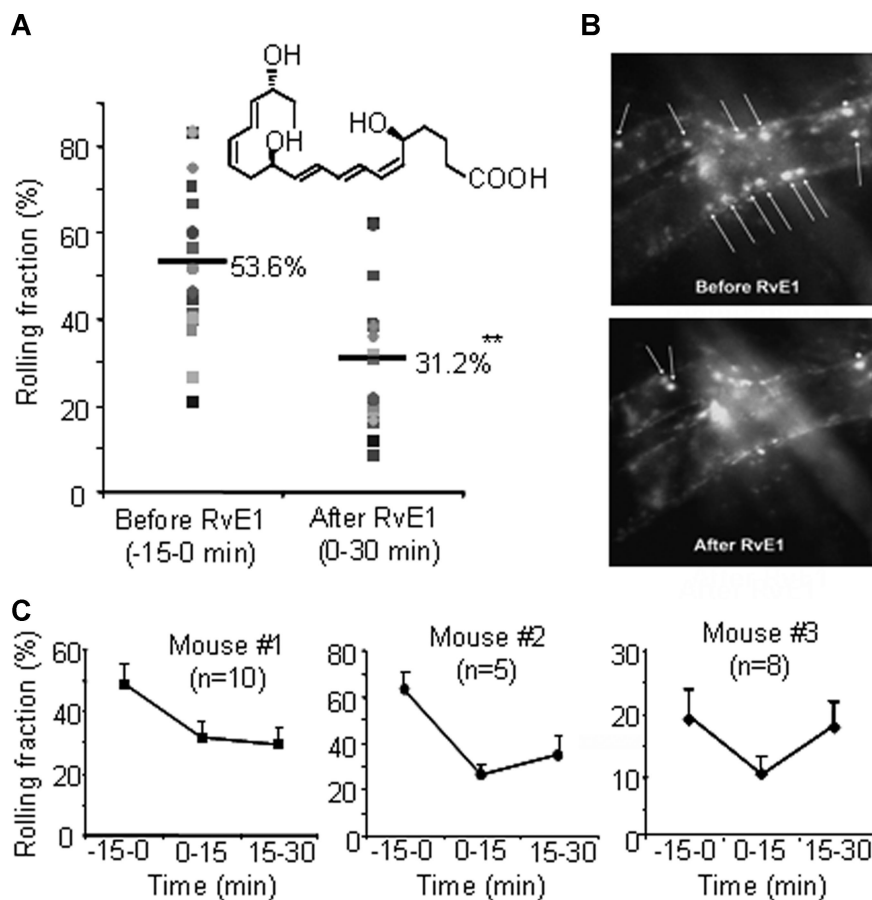 A
Rolling fraction (%)
80
60
40
20
0
OH
OH
HO
COOH
53.6%
31.2%**
Before RvE1
(-15-0 min)
After RvE1
(0-30 min)
B
Before RvE1
After RvE1
C
Rolling fraction (%)
Mouse #1
(n=10)
60
40
20
0
-15-0 0-15 15-30
Time (min)
Mouse #2
(n=5)
80
60
40
20
0
-15-0 0-15 15-30
Time (min)
Mouse #3
(n=8)
30
20
10
0
-15-0 0-15 15-30
Time (min)